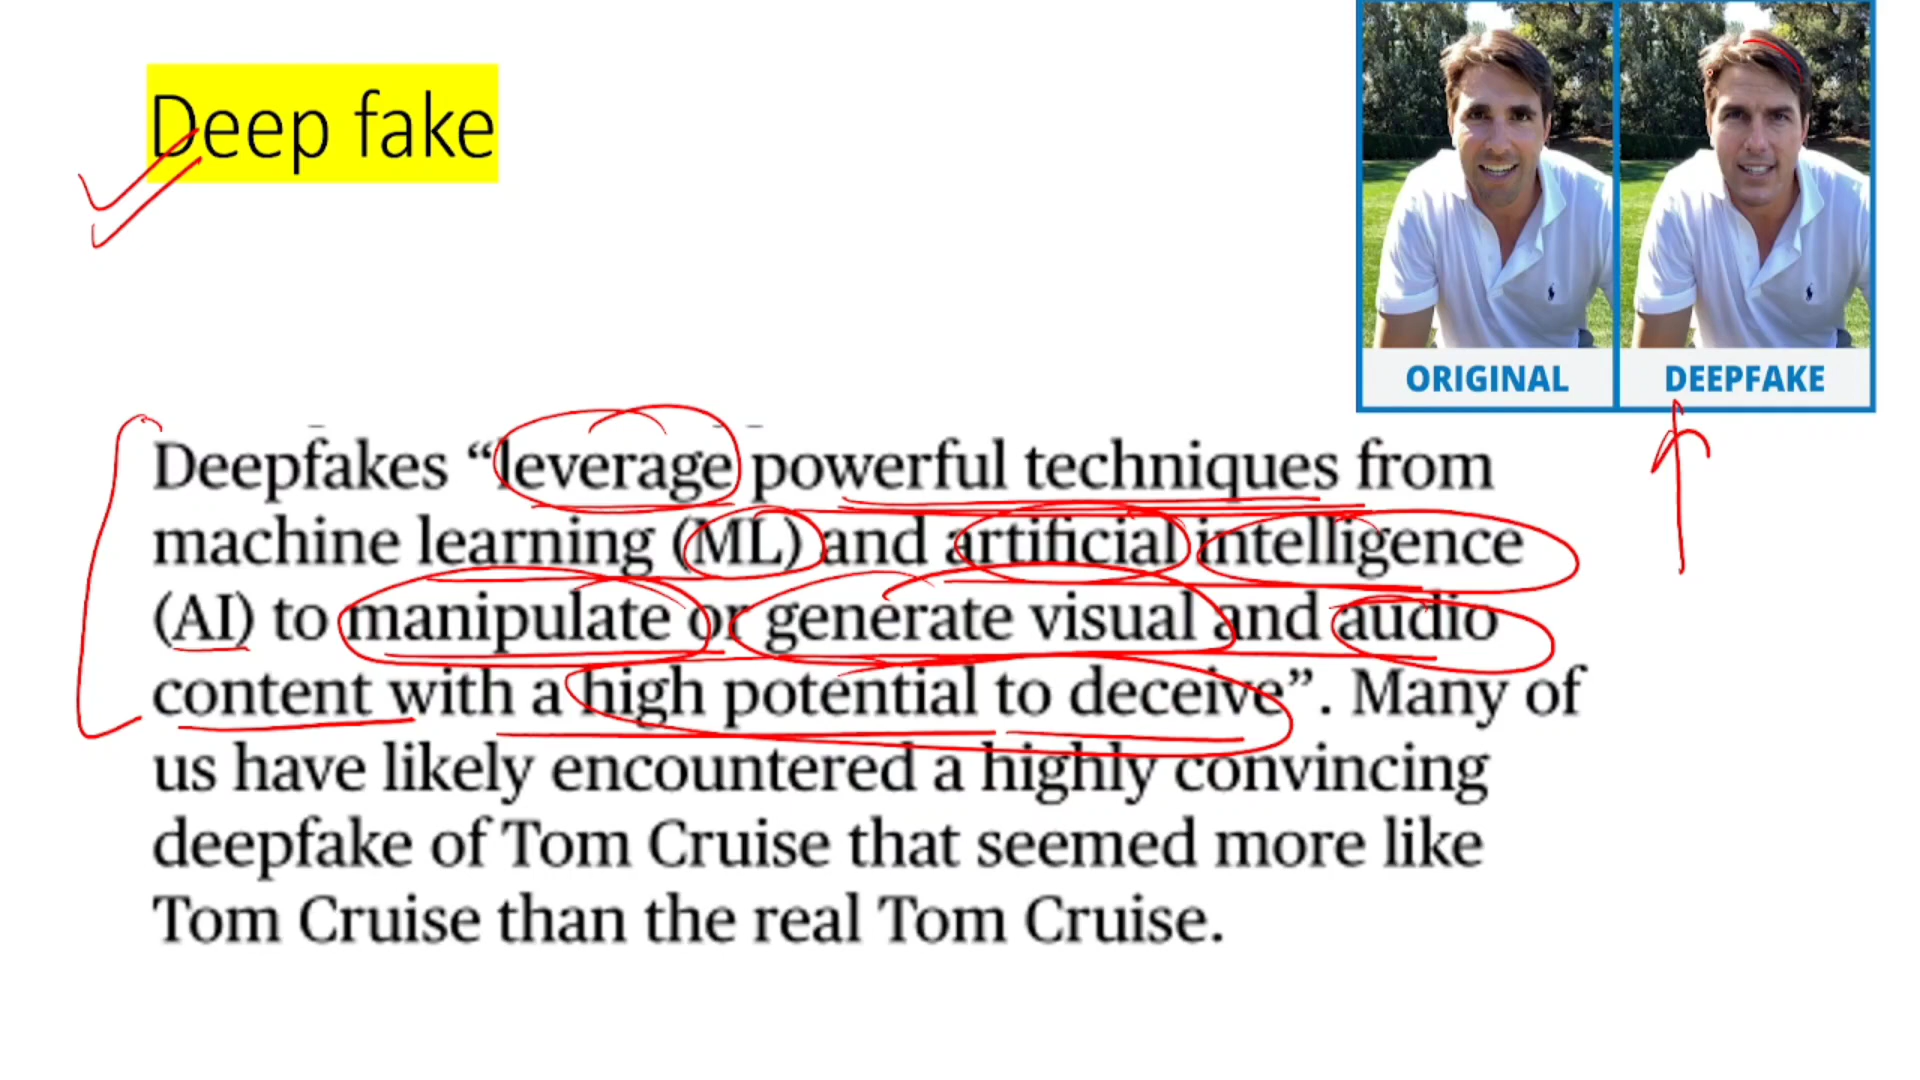 Deep fake
ORIGINAL
DEEPFAKE
Deepfakes “leverage powerful techniques from
machine learning (ML) and artificial intelligence
(AI) to manipulate or generate visual and audio
content with a high potential to deceive”. Many of
us have likely encountered a highly convincing
deepfake of Tom Cruise that seemed more like
Tom Cruise than the real Tom Cruise.